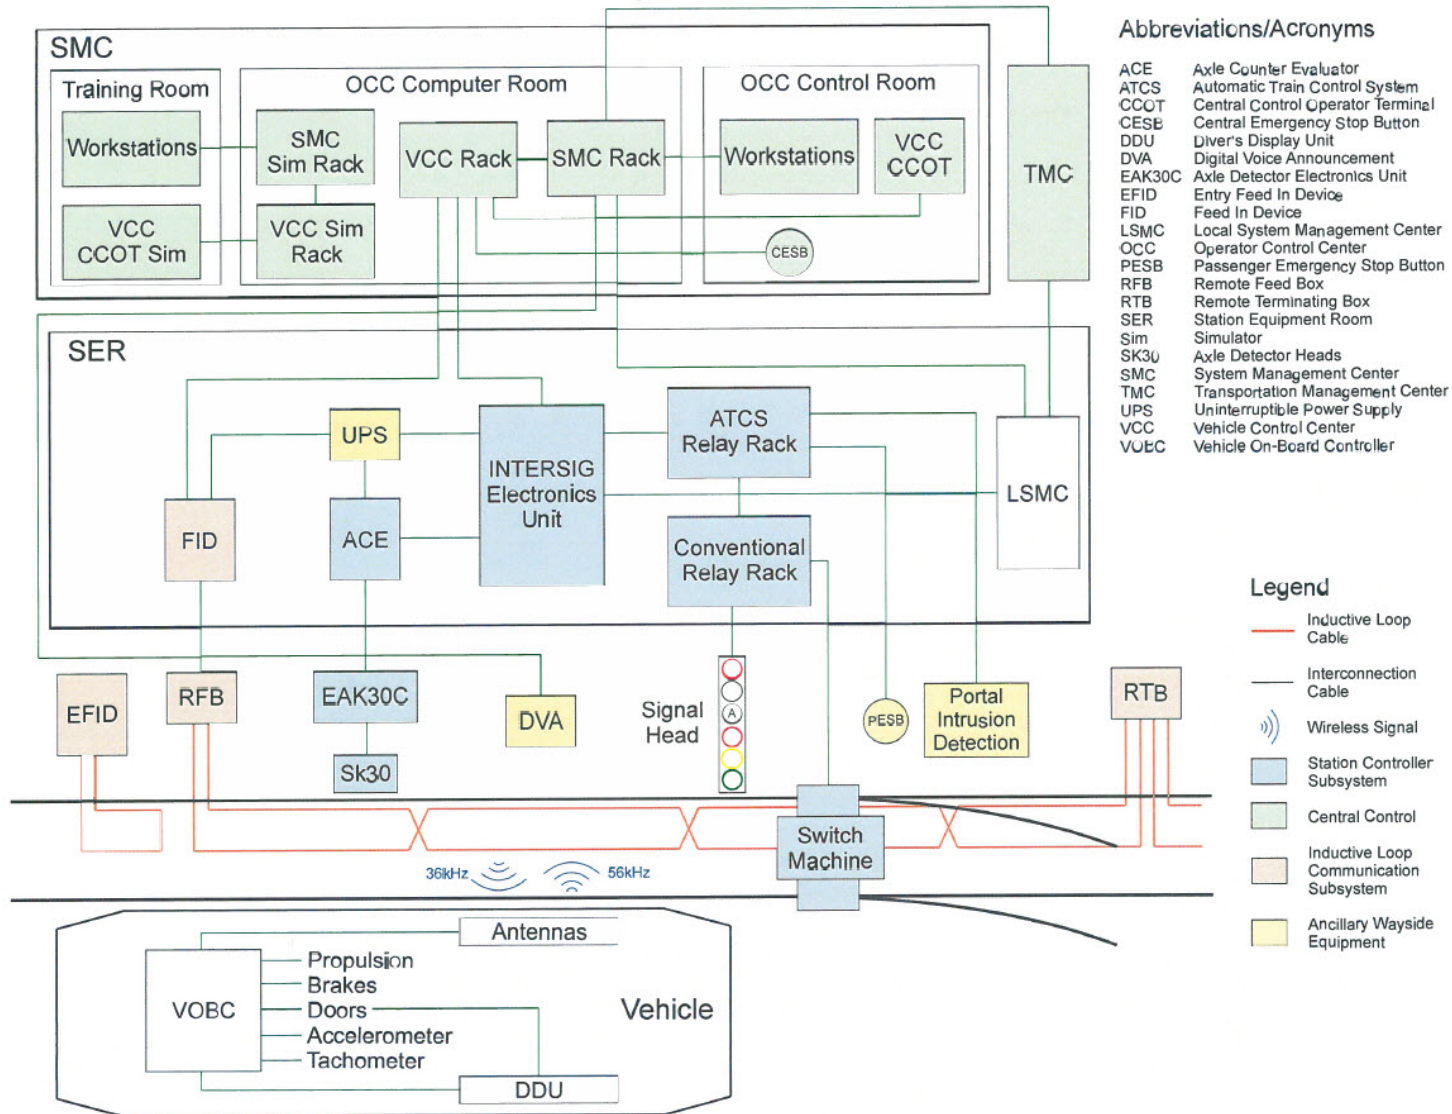 SMC
Training Room
Workstations
VCC
CCOT Sim
OCC Computer Room
SMC
Sim Rack
VCC Sim
Rack
VCC Rack
SMC Rack
OCC Control Room
Workstations
VCC
CCOT
CESB
TMC
SER
UPS
FID
ACE
INTERSIG
Electronics
Unit
ATCS
Relay Rack
Conventional
Relay Rack
LSMC
EFID
RFB
EAK30C
Sk30
DVA
Signal
Head
A
PESB
Portal
Intrusion
Detection
RTB
Switch
Machine
36kHz
56kHz
Vehicle
Antennas
VOBC
Propulsion
Brakes
Doors
Accelerometer
Tachometer
DDU
Abbreviations/Acronyms
ACE Axle Counter Evaluator
ATCS Automatic Train Control System
CCOT Central Control Operator Terminal
CESB Central Emergency Stop Button
DDU Diver's Display Unit
DVA Digital Voice Announcement
EAK30C Axle Detector Electronics Unit
EFID Entry Feed In Device
FID Feed In Device
LSMC Local System Management Center
OCC Operator Control Center
PESB Passenger Emergency Stop Button
RFB Remote Feed Box
RTB Remote Terminating Box
SER Station Equipment Room
Sim Simulator
SK30 Axle Detector Heads
SMC System Management Center
TMC Transportation Management Center
UPS Uninterruptible Power Supply
VCC Vehicle Control Center
VOBC Vehicle On-Board Controller
Legend
Inductive Loop
Cable
Interconnection
Cable
Wireless Signal
Station Controller
Subsystem
Central Control
Inductive Loop
Communication
Subsystem
Ancillary Wayside
Equipment